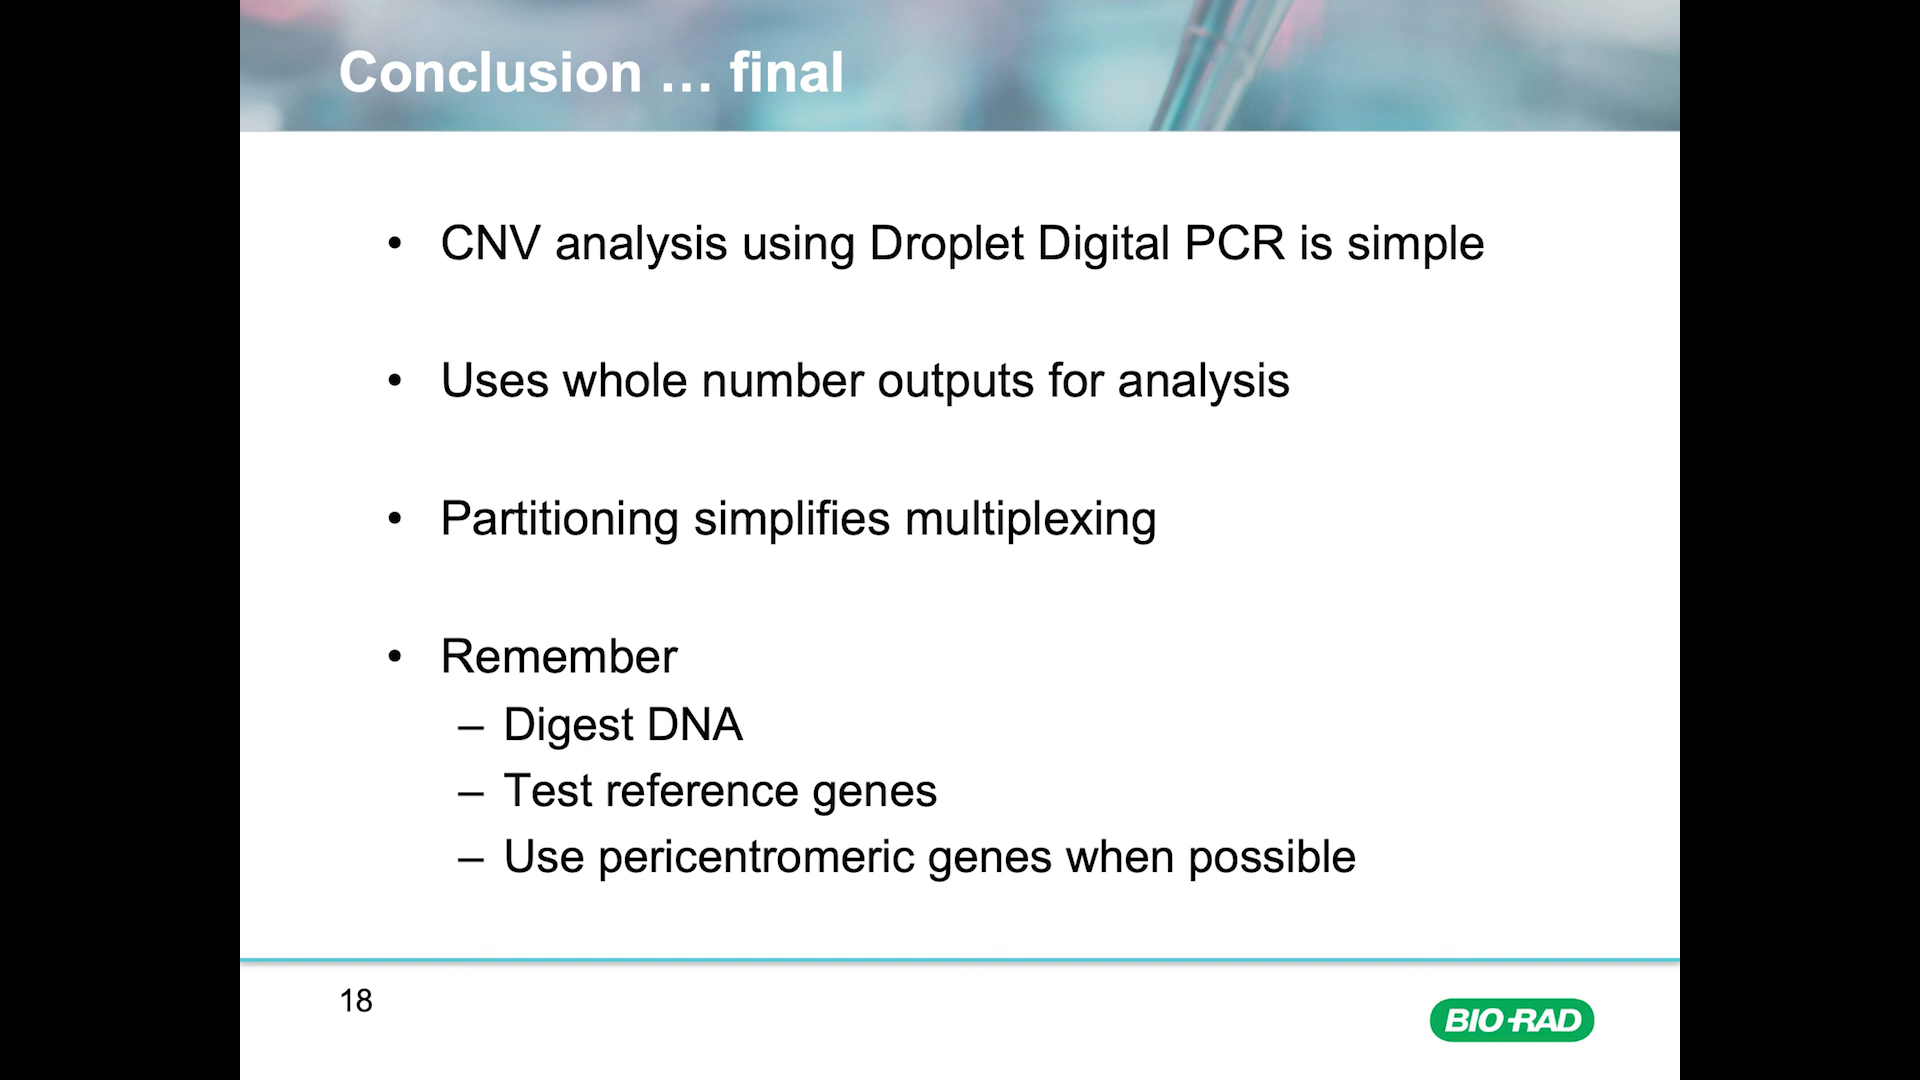 Conclusion … final
• CNV analysis using Droplet Digital PCR is simple
• Uses whole number outputs for analysis
• Partitioning simplifies multiplexing
• Remember
– Digest DNA
– Test reference genes
– Use pericentromeric genes when possible
18
BIO-RAD